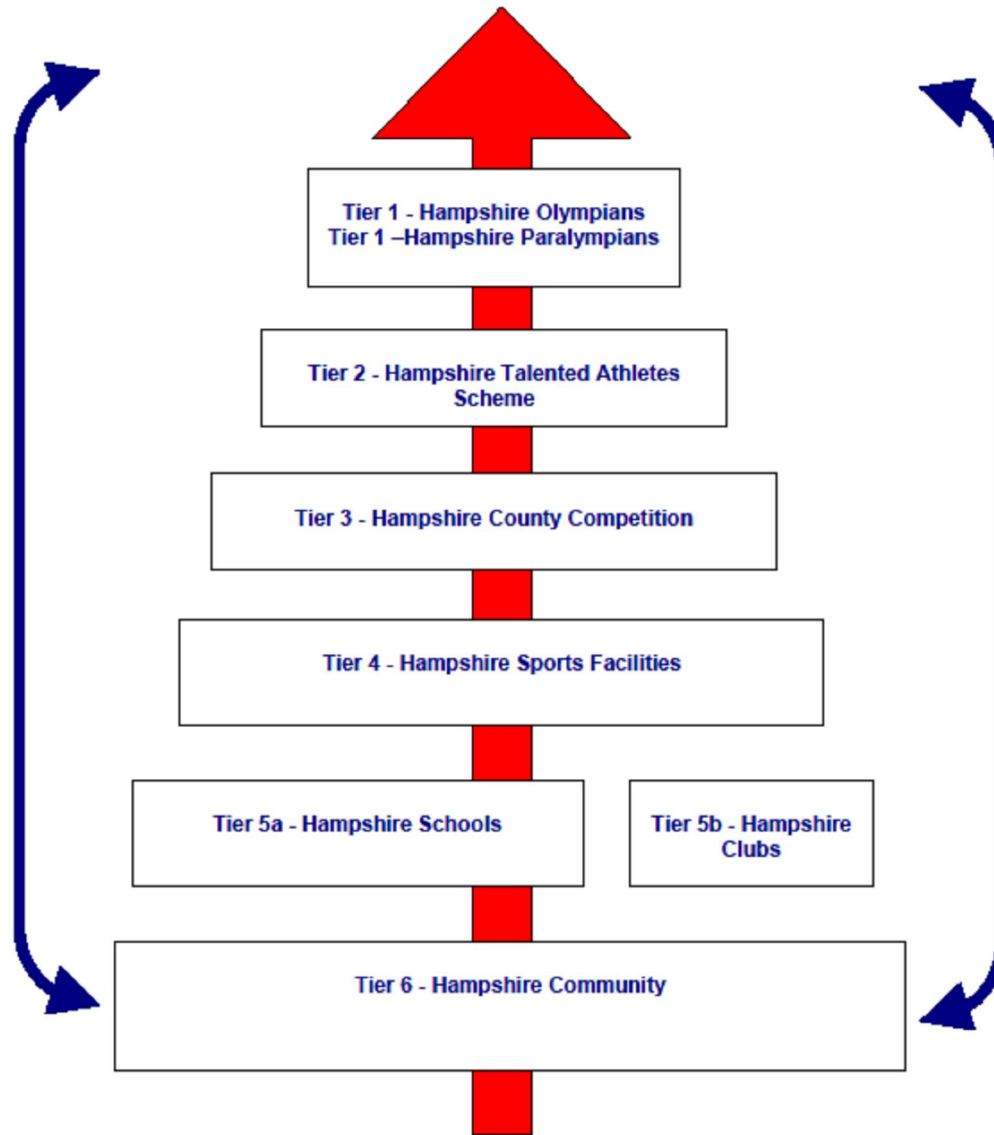 Tier 1 - Hampshire Olympians
Tier 1 –Hampshire Paralympians
Tier 2 - Hampshire Talented Athletes
Scheme
Tier 3 - Hampshire County Competition
Tier 4 - Hampshire Sports Facilities
Tier 5a - Hampshire Schools
Tier 5b - Hampshire
Clubs
Tier 6 - Hampshire Community